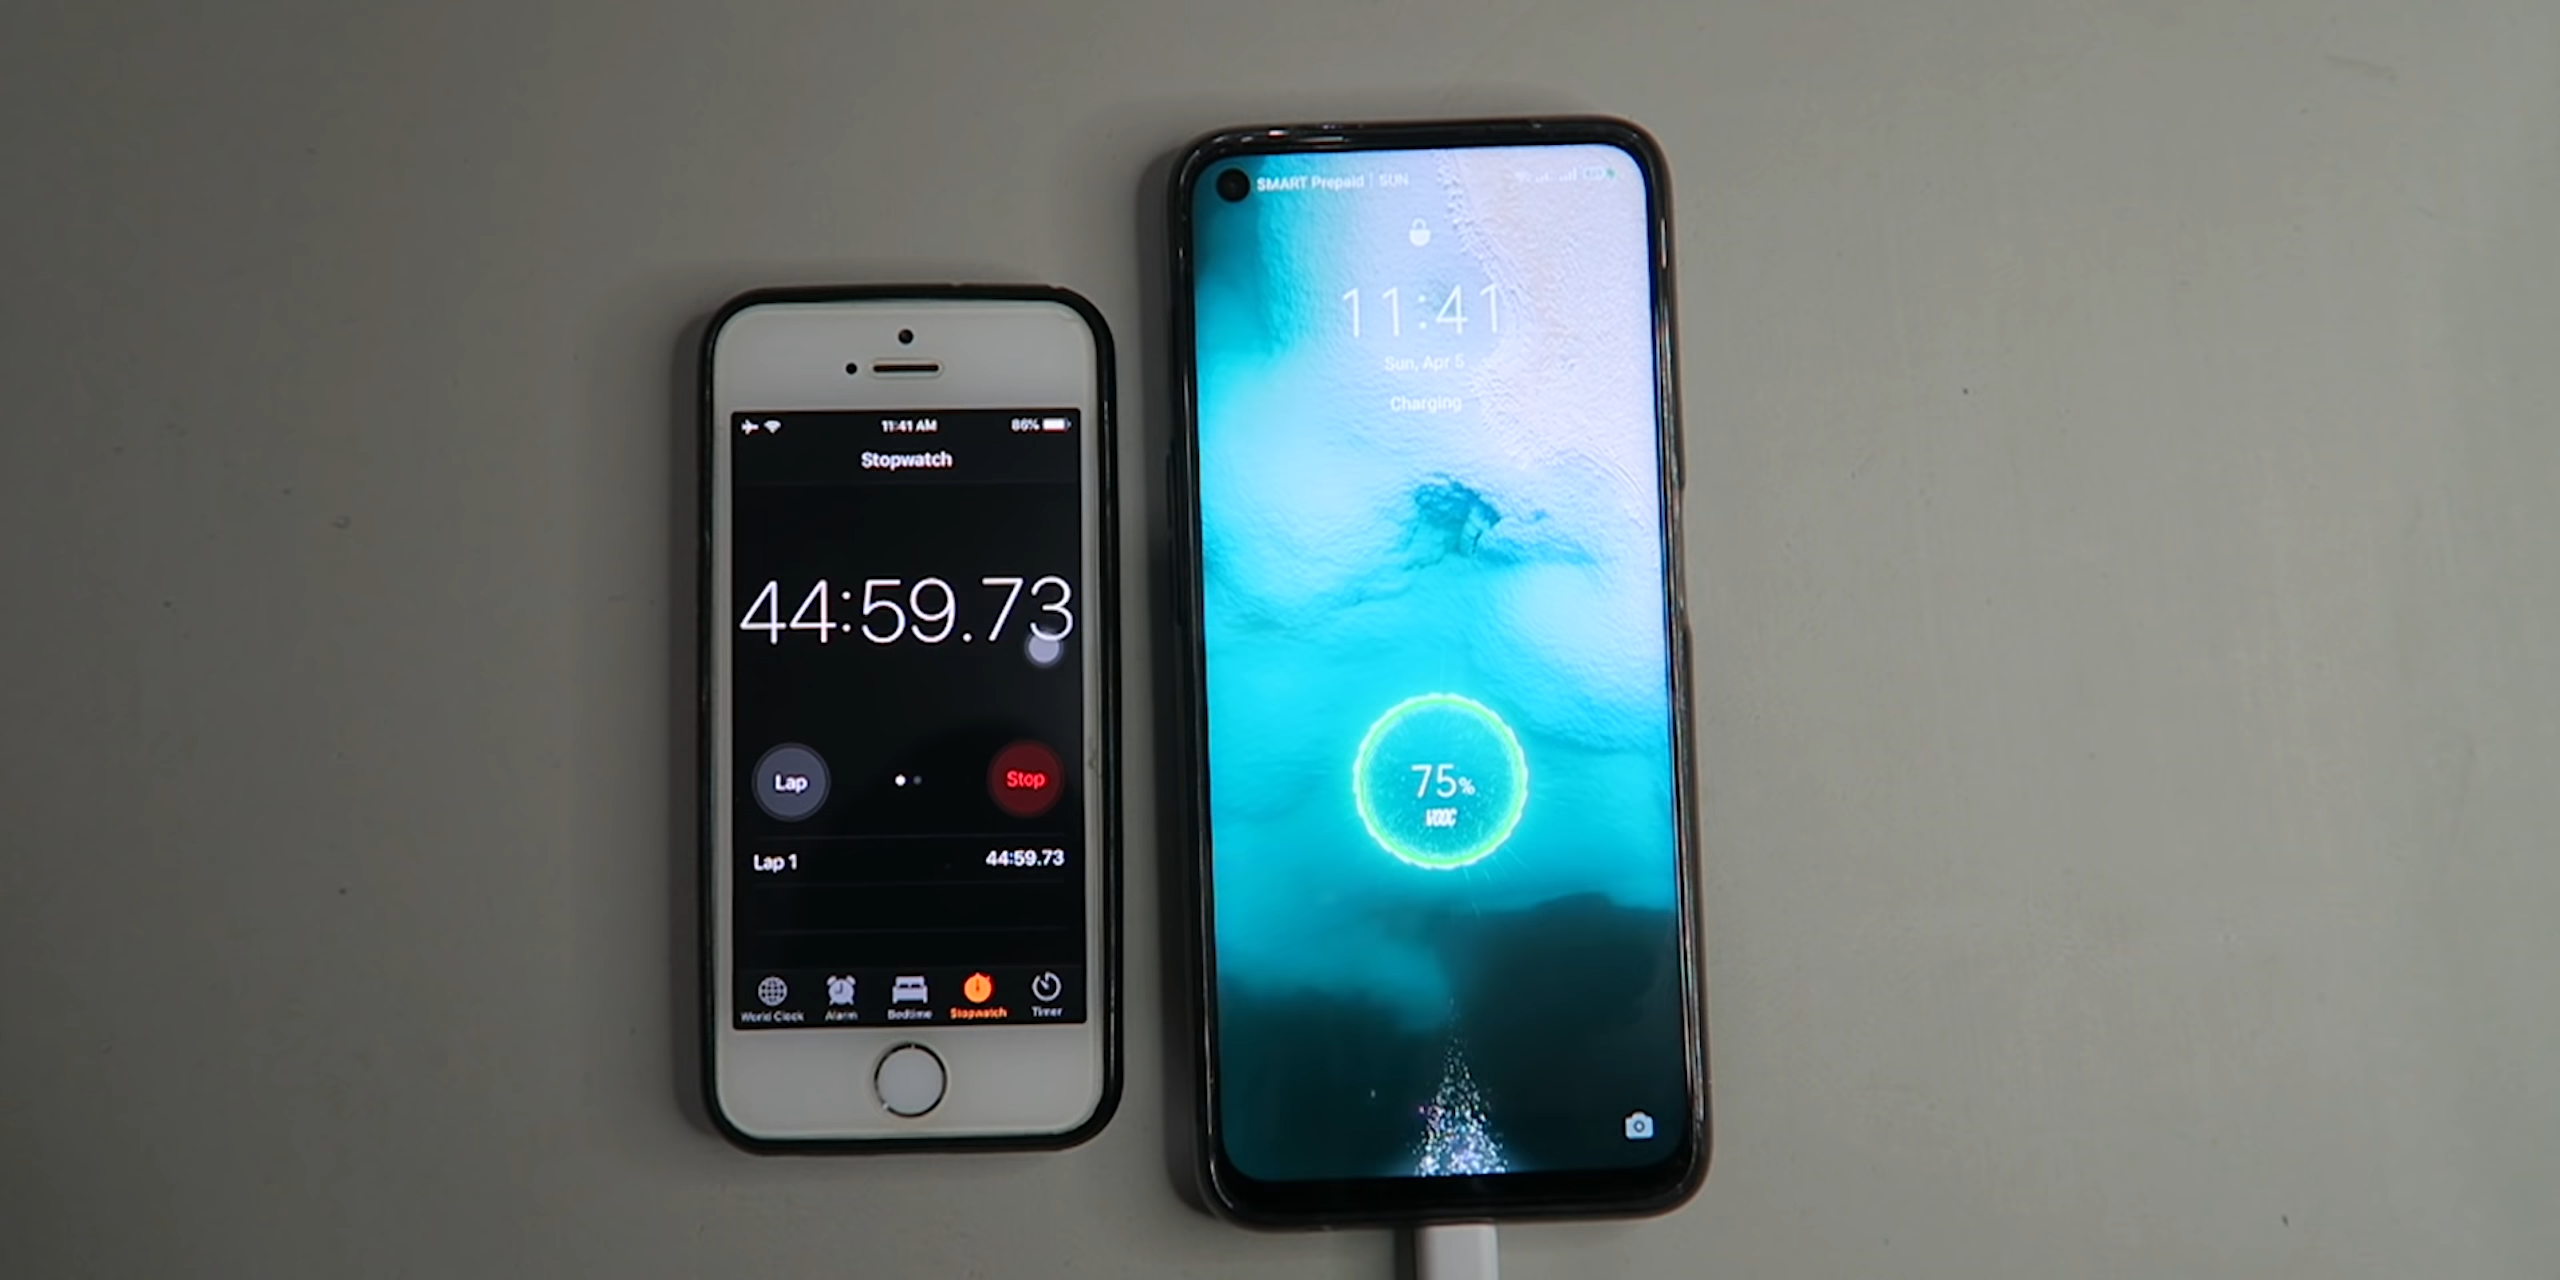 11:41 AM
86%
Stopwatch
44:59.73
Lap
Stop
Lap 1 44:59.73
World Clock
Alarm
Bedtime
Stopwatch
Timer
SMART Prepaid | SUN
11:41
Sun, Apr 5
Charging
75%
VOOC